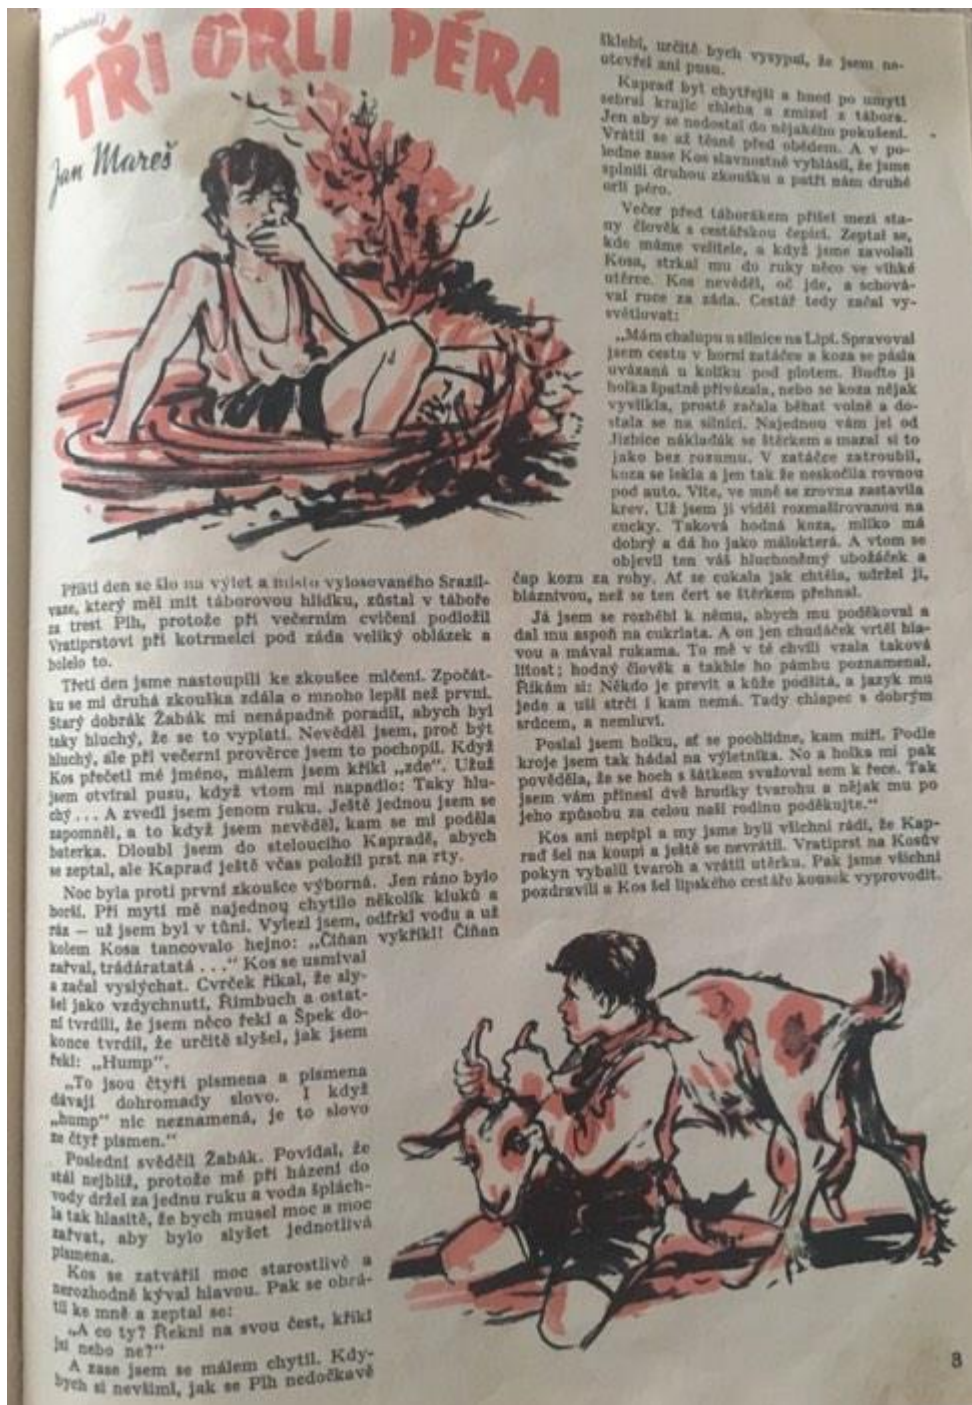 (Pokračování)
TŘI ORLÍ PÉRA
Jan Mareš
Příští den se šlo na výlet a místo vylosovaného Srazil-
vaze, který měl mít táborovou hlídku, zůstal v táboře
za trest Plh, protože při večerním cvičení podložil
Vratiprstovi při kotrmelci pod záda veliký oblázek a
bolelo to.
Třetí den jsme nastoupili ke zkoušce mlčení. Zpočát-
ku se mi druhá zkouška zdála o mnoho lepší než první.
Starý dobrák Žabák mi nenápadně poradil, abych byl
taky hluchý, že se to vyplatí. Nevěděl jsem, proč být
hluchý, ale při večerní prověrce jsem to pochopil. Když
Kos přečetl mé jméno, málem jsem křikl „zde“. Užuž
jsem otvíral pusu, když vtom mi napadlo: Taky hlu-
chý... A zvedl jsem jenom ruku. Ještě jednou jsem se
zapomněl, a to když jsem nevěděl, kam se mi poděla
baterka. Dloubl jsem do steloucího Kapradě, abych
se zeptal, ale Kapraď ještě včas položil prst na rty.
Noc byla proti první zkoušce výborná. Jen ráno bylo
horší. Při mytí mě najednou chytilo několik kluků a
ráz — už jsem byl v tůni. Vylezl jsem, odfrkl vodu a už
kolem Kosa tancovalo hejno: „Číňan vykřikl! Číňan
zařval, trádáratatá...“ Kos se usmíval
a začal vyslýchat. Cvrček říkal, že sly-
šel jako vzdychnutí, Řimbuch a ostat-
ní tvrdili, že jsem něco řekl a Špek do-
konce tvrdil, že určitě slyšel, jak jsem
řekl: „Hump“.
„To jsou čtyři písmena a písmena
dávají dohromady slovo. I když
„hump“ nic neznamená, je to slovo
ze čtyř písmen.“
Poslední svědčil Žabák. Povídal, že
stál nejblíž, protože mě při házení do
vody držel za jednu ruku a voda šplách-
la tak hlasitě, že bych musel moc a moc
zařvat, aby bylo slyšet jednotlivá
písmena.
Kos se zatvářil moc starostlivě a
nerozhodně kýval hlavou. Pak se obrá-
til ke mně a zeptal se:
„A co ty? Řekni na svou čest, křikl
jsi nebo ne?“
A zase jsem se málem chytil. Kdy-
bych si nevšiml, jak se Plh nedočkavě
šklebí, určitě bych vysypal, že jsem ne-
otevřel ani pusu.
Kapraď byl chytřejší a hned po umytí
sebral krajíc chleba a zmizel z tábora.
Jen aby se nedostal do nějakého pokušení.
Vrátil se až těsně před obědem. A v po-
ledne zase Kos slavnostně vyhlásil, že jsme
splnili druhou zkoušku a patří nám druhé
orlí péro.
Večer před táborákem přišel mezi sta-
ny člověk s cestářskou čepicí. Zeptal se,
kde máme velitele, a když jsme zavolali
Kosa, strkal mu do ruky něco ve vlhké
utěrce. Kos nevěděl, oč jde, a schová-
val ruce za záda. Cestář tedy začal vy-
světlovat:
„Mám chalupu u silnice na Lipí. Spravoval
jsem cestu v horní zatáčce a koza se pásla
uvázaná u kolíku pod plotem. Buďto ji
holka špatně přivázala, nebo se koza nějak
vyvlíkla, prostě začala běhat volně a do-
stala se na silnici. Najednou vám jel od
Jizbice náklaďák se štěrkem a mazal si to
jako bez rozumu. V zatáčce zatroubil,
koza se lekla a jen tak že neskočila rovnou
pod auto. Víte, ve mně se zrovna zastavila
krev. Už jsem ji viděl rozmašírovanou na
cucky. Taková hodná koza, mlíko má
dobrý a dá ho jako málokterá. A vtom se
objevil ten váš hluchoněmý ubožáček a
čap kozu za rohy. Ať se cukala jak chtěla, udržel ji,
bláznivou, než se ten čert se štěrkem přehnal.
Já jsem se rozběhl k němu, abych mu poděkoval a
dal mu aspoň na cukrlata. A on jen chudáček vrtěl hla-
vou a mával rukama. To mě v té chvíli vzala taková
lítost; hodný člověk a takhle ho pámbu poznamenal.
Říkám si: Někdo je prevít a kůže podšitá, a jazyk mu
jede a uši strčí i kam nemá. Tady chlapec s dobrým
srdcem, a nemluví.
Poslal jsem holku, ať se poohlídne, kam míří. Podle
kroje jsem tak hádal na výletníka. No a holka mi pak
pověděla, že se hoch s šátkem svažoval sem k řece. Tak
jsem vám přinesl dvě hrudky tvarohu a nějak mu po
jeho způsobu za celou naši rodinu poděkujte.“
Kos ani nepípl a my jsme byli všichni rádi, že Kap-
raď šel na koupi a ještě se nevrátil. Vratiprst na Kosův
pokyn vybalil tvaroh a vrátil utěrku. Pak jsme všichni
pozdravili a Kos šel lipského cestáře kousek vyprovodit.
3